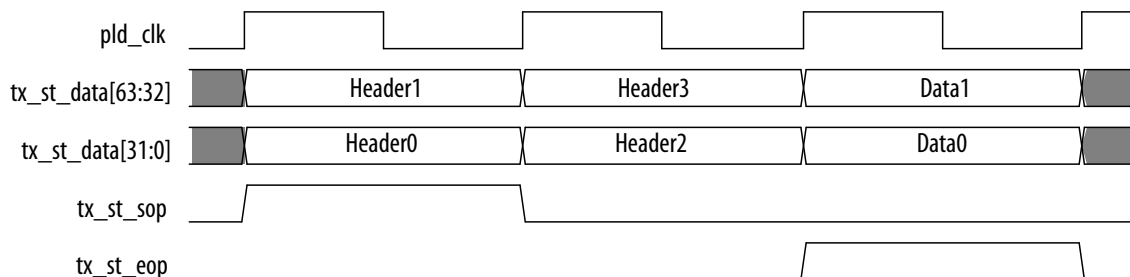 pld_clk
tx_st_data[63:32] Header1 Header3 Data1
tx_st_data[31:0] Header0 Header2 Data0
tx_st_sop
tx_st_eop